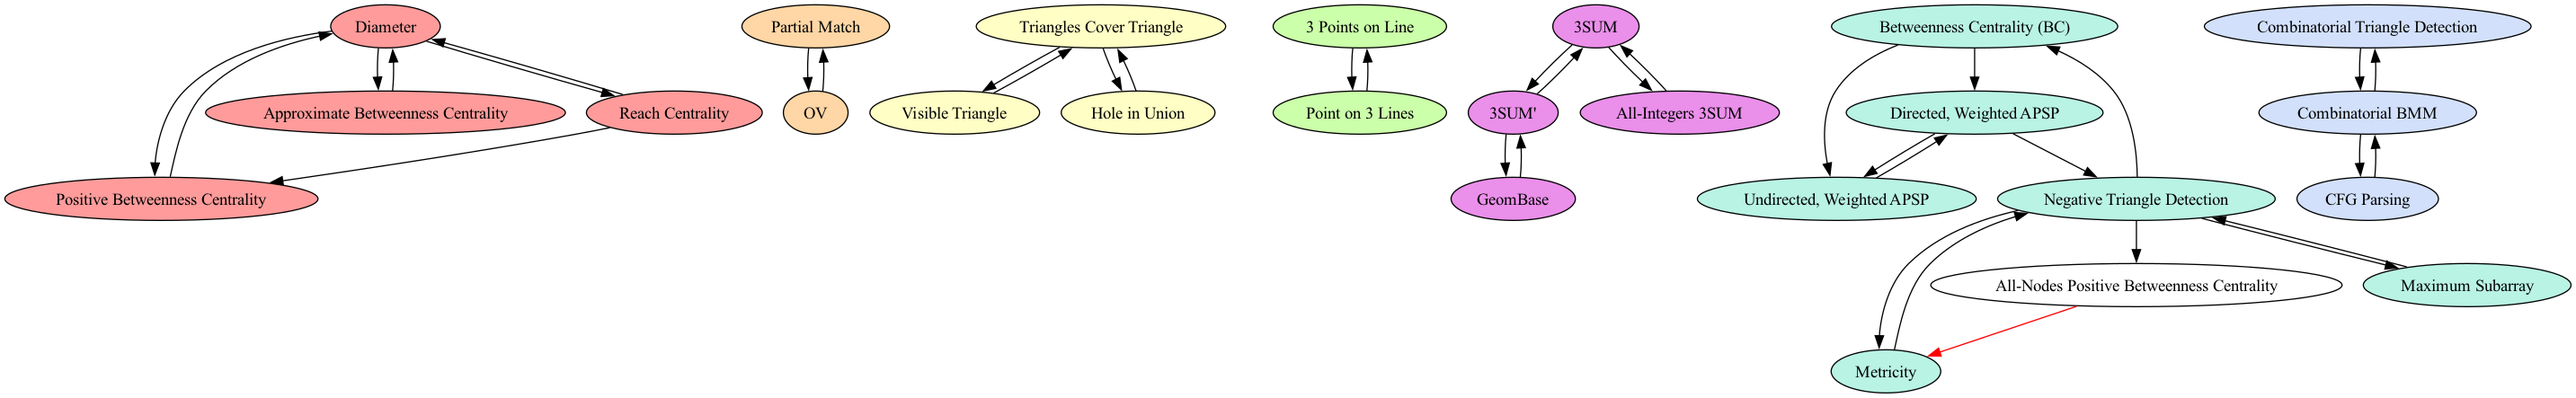 Diameter
Partial Match
Triangles Cover Triangle
3 Points on Line
3SUM
Betweenness Centrality (BC)
Combinatorial Triangle Detection
Approximate Betweenness Centrality
Reach Centrality
OV
Visible Triangle
Hole in Union
Point on 3 Lines
3SUM'
All-Integers 3SUM
Directed, Weighted APSP
Combinatorial BMM
Positive Betweenness Centrality
GeomBase
Undirected, Weighted APSP
Negative Triangle Detection
CFG Parsing
All-Nodes Positive Betweenness Centrality
Maximum Subarray
Metricity